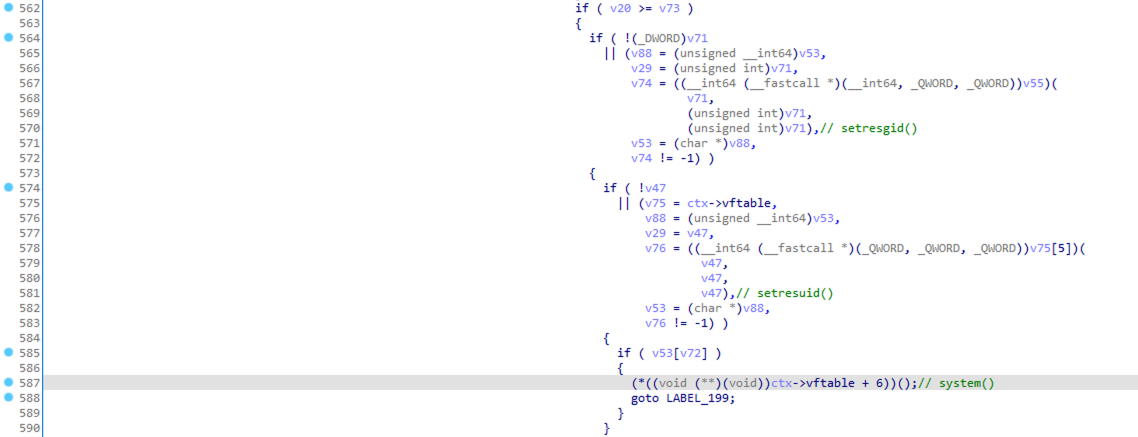 562 if ( v20 >= v73 )
563 {
564 if ( !(_DWORD)v71
565 || (v88 = (unsigned __int64)v53,
566 v29 = (unsigned int)v71,
567 v74 = ((__int64 (__fastcall *)(__int64, _QWORD, _QWORD))v55)(
568 v71,
569 (unsigned int)v71,
570 (unsigned int)v71),// setresgid()
571 v53 = (char *)v88,
572 v74 != -1) )
573 {
574 if ( !v47
575 || (v75 = ctx->vftable,
576 v88 = (unsigned __int64)v53,
577 v29 = v47,
578 v76 = ((__int64 (__fastcall *)(_QWORD, _QWORD, _QWORD))v75[5])(
579 v47,
580 v47,
581 v47),// setresuid()
582 v53 = (char *)v88,
583 v76 != -1) )
584 {
585 if ( v53[v72] )
586 {
587 (*((void (**)(void))ctx->vftable + 6))();// system()
588 goto LABEL_199;
589 }
590 }